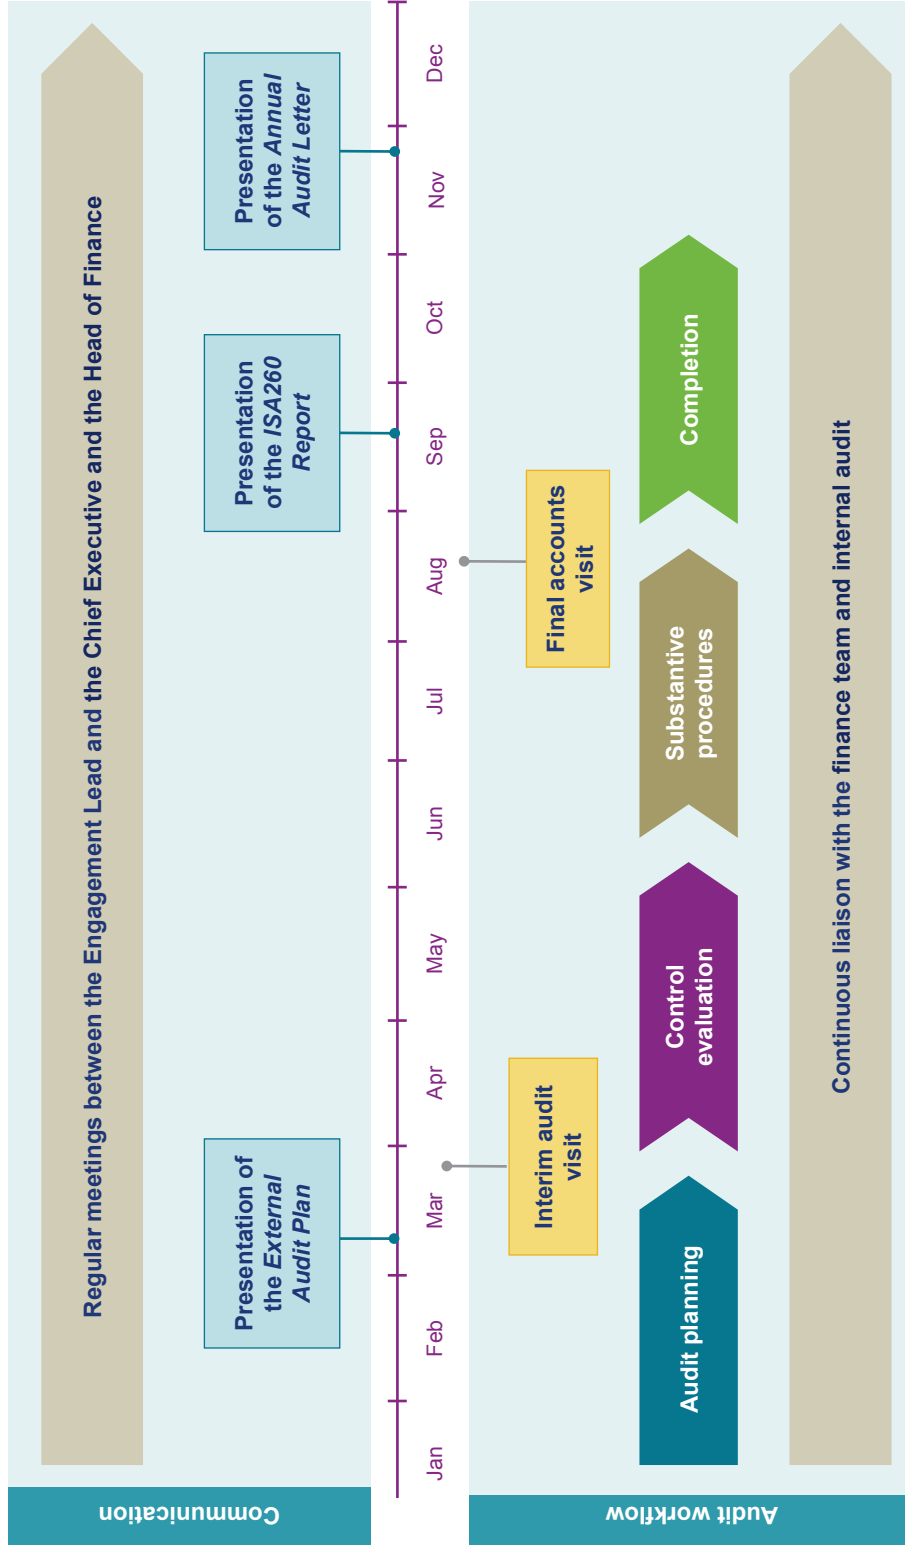 Communication
Regular meetings between the Engagement Lead and the Chief Executive and the Head of Finance
Presentation of
the External
Audit Plan
Presentation
of the ISA260
Report
Presentation
of the Annual
Audit Letter
Jan
Feb
Mar
Apr
May
Jun
Jul
Aug
Sep
Oct
Nov
Dec
Audit workflow
Interim audit
visit
Final accounts
visit
Audit planning
Control
evaluation
Substantive
procedures
Completion
Continuous liaison with the finance team and internal audit